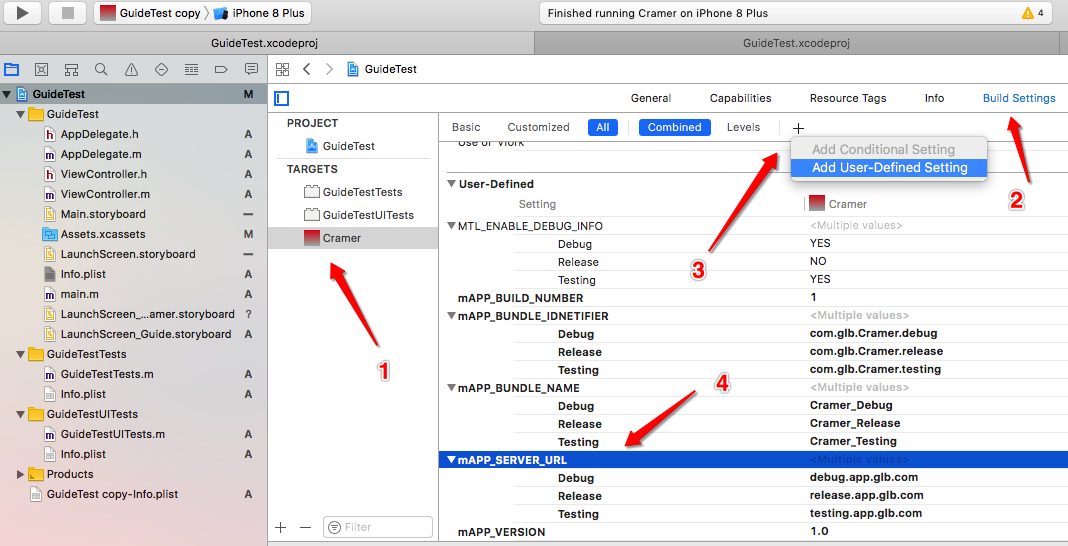 GuideTest copy iPhone 8 Plus
Finished running Cramer on iPhone 8 Plus 4
GuideTest.xcodeproj
GuideTest.xcodeproj
GuideTest M
GuideTest
GuideTest
AppDelegate.h A
AppDelegate.m A
ViewController.h A
ViewController.m A
Main.storyboard —
Assets.xcassets M
LaunchScreen.storyboard —
Info.plist A
main.m A
LaunchScreen_...amer.storyboard ?
LaunchScreen_Guide.storyboard A
GuideTestTests
GuideTestTests.m A
Info.plist A
GuideTestUITests
GuideTestUITests.m A
Info.plist A
Products
GuideTest copy-Info.plist A
PROJECT
GuideTest
TARGETS
GuideTestTests
GuideTestUITests
Cramer
1
Filter
General Capabilities Resource Tags Info Build Settings
Basic Customized All Combined Levels +
Add Conditional Setting
Add User-Defined Setting
2
3
User-Defined
Setting Cramer
MTL_ENABLE_DEBUG_INFO <Multiple values>
Debug YES
Release NO
Testing YES
mAPP_BUILD_NUMBER 1
mAPP_BUNDLE_IDNETIFIER <Multiple values>
Debug com.glb.Cramer.debug
Release com.glb.Cramer.release
Testing com.glb.Cramer.testing
mAPP_BUNDLE_NAME <Multiple values>
4
Debug Cramer_Debug
Release Cramer_Release
Testing Cramer_Testing
mAPP_SERVER_URL <Multiple values>
Debug debug.app.glb.com
Release release.app.glb.com
Testing testing.app.glb.com
mAPP_VERSION 1.0